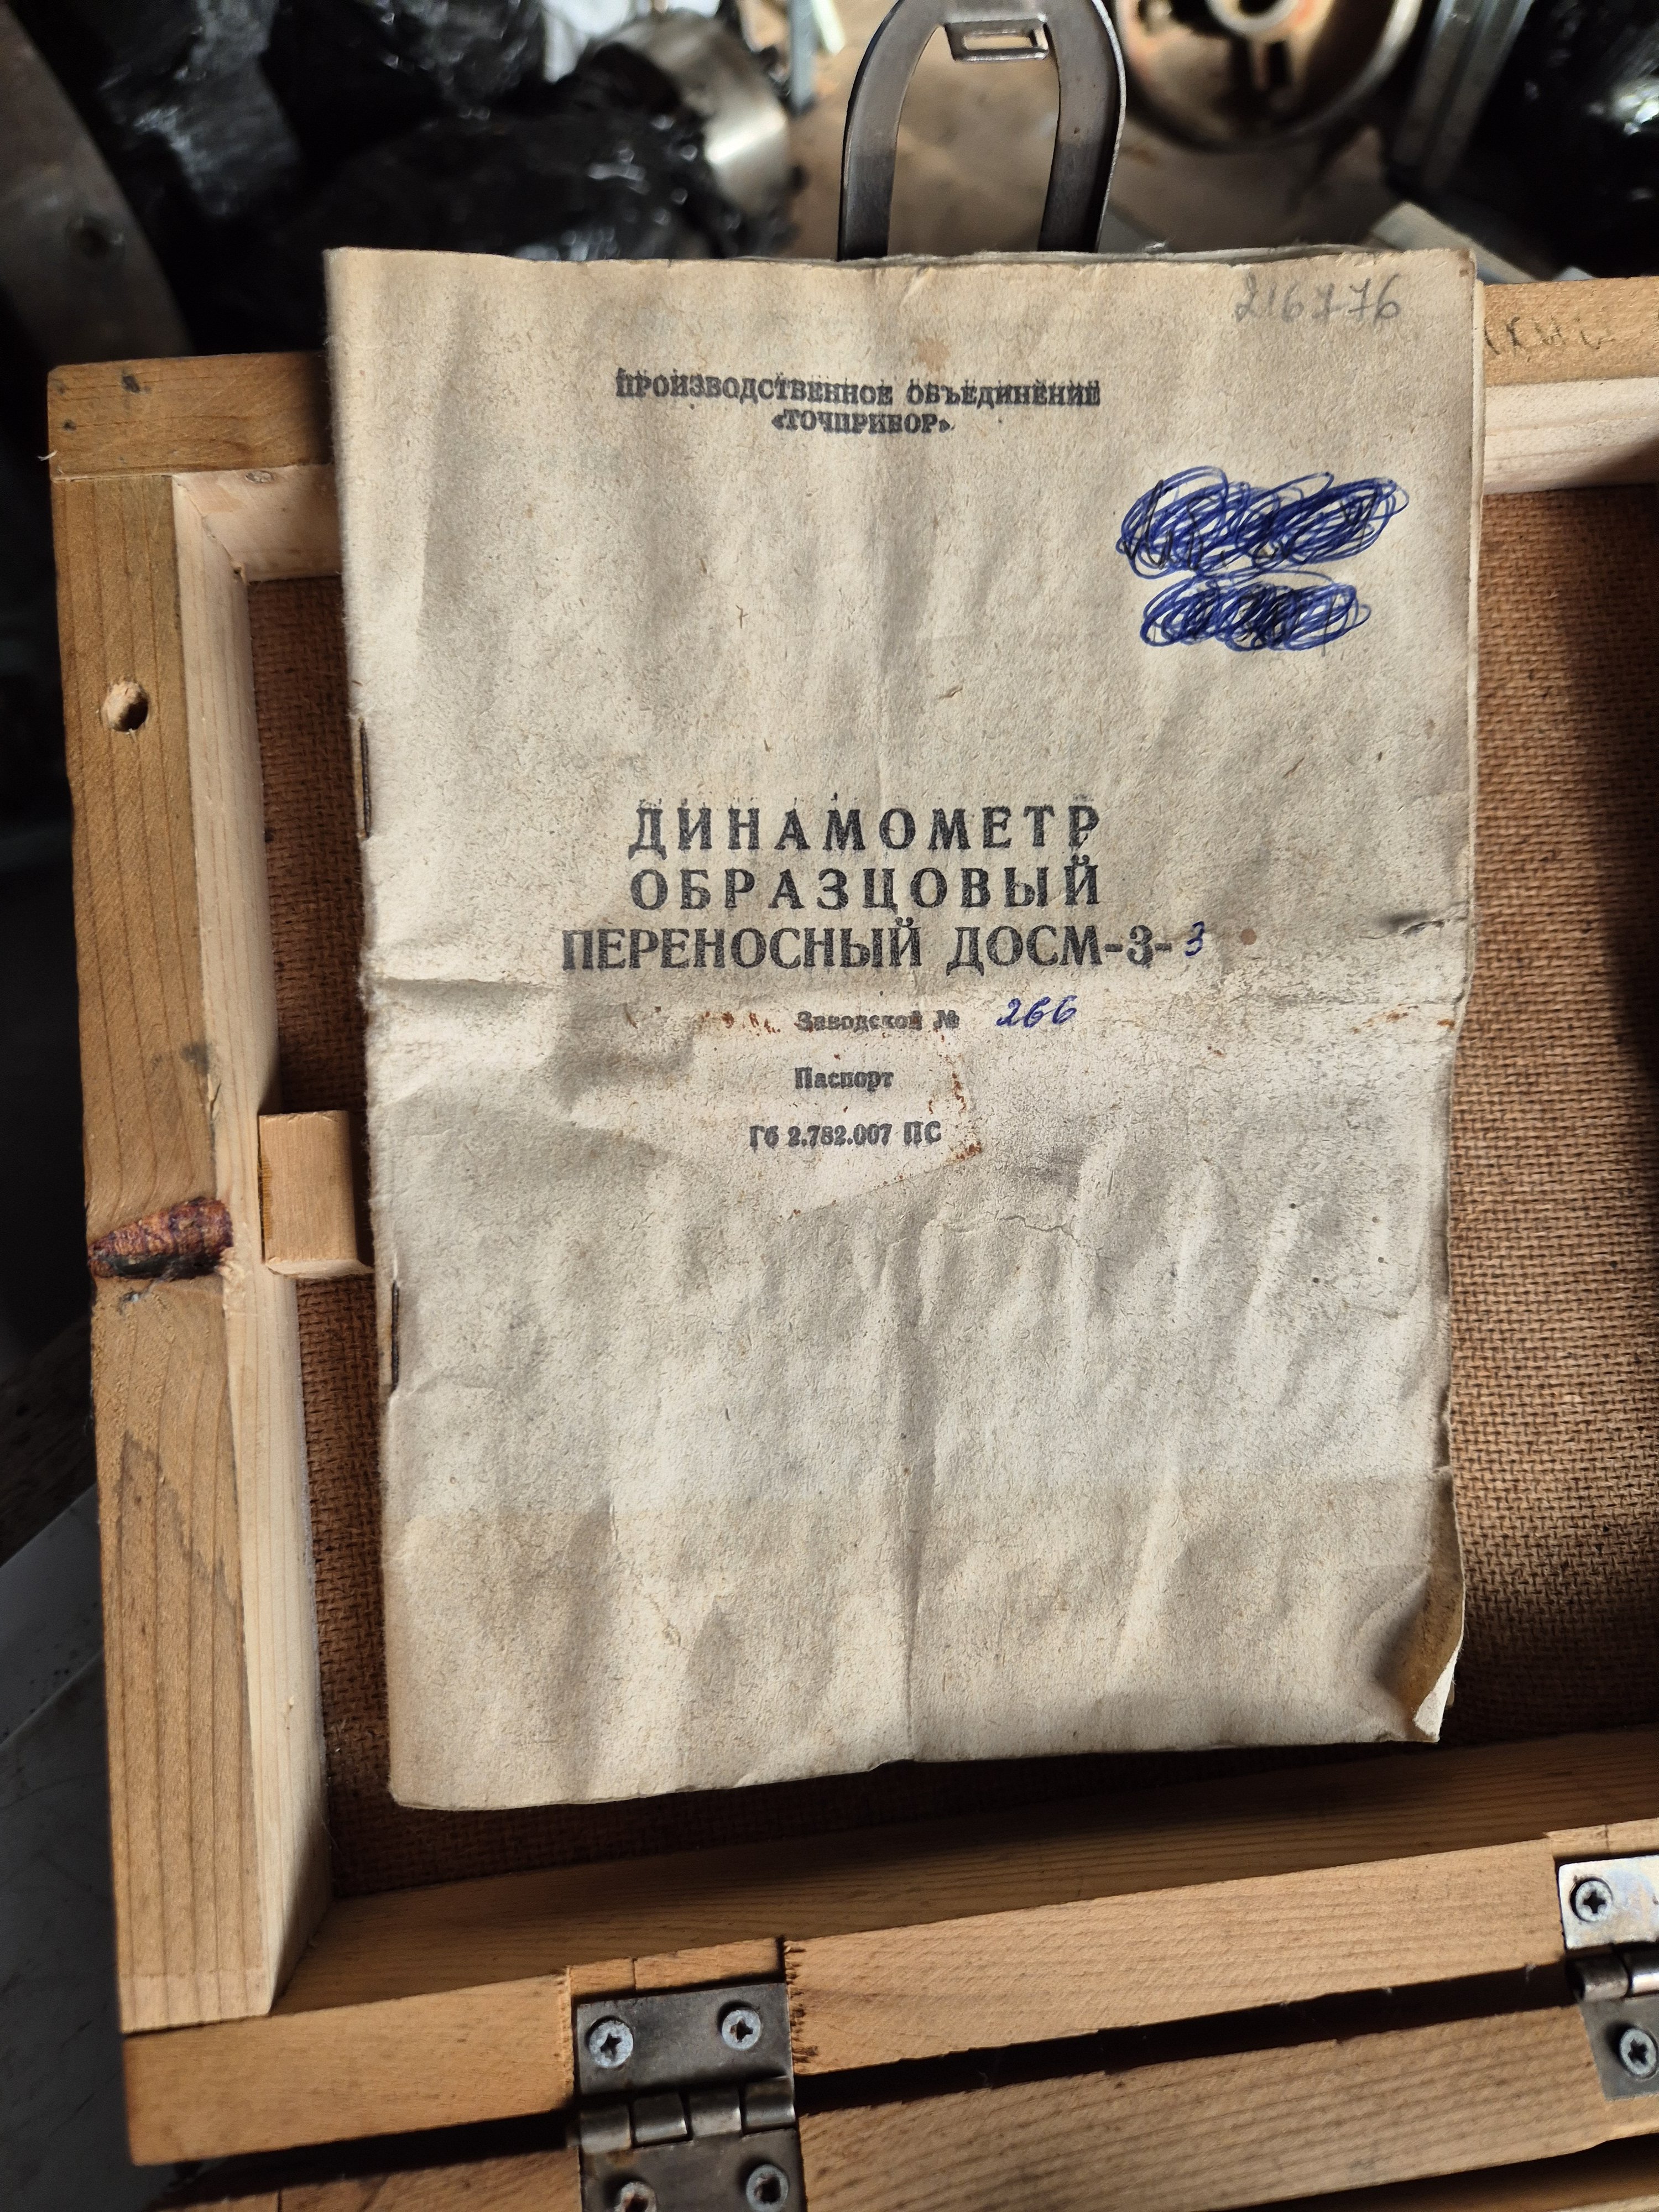 216776
ПРОИЗВОДСТВЕННОЕ ОБЪЕДИНЕНИЕ
«ТОЧПРИБОР»
ДИНАМОМЕТР
ОБРАЗЦОВЫЙ
ПЕРЕНОСНЫЙ ДОСМ-3-3
Заводской № 266
Паспорт
Гб 2.782.007 ПС